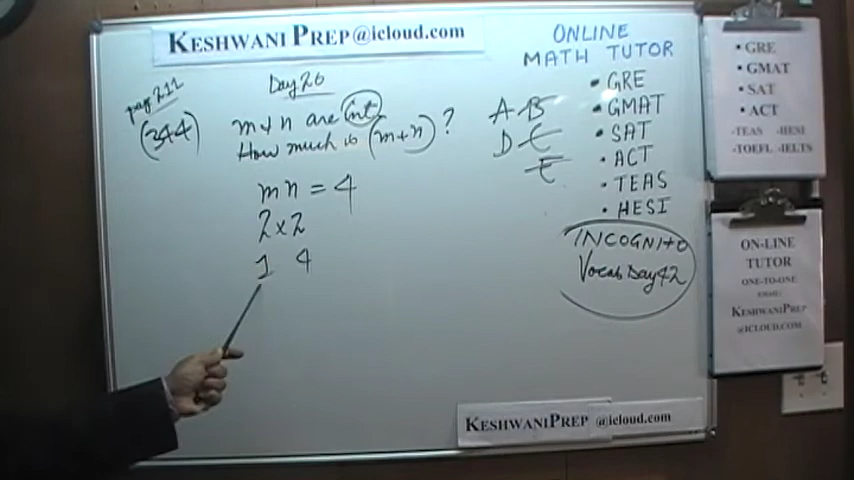 KESHWANI PREP@icloud.com
Day 26
page 212
(344)
m & n are int
How much is (m+n) ?
mn = 4
2×2
1 4
A B
D C
E
ONLINE
MATH TUTOR
• GRE
• GMAT
• SAT
• ACT
• TEAS
• HESI
INCOGNITO
Vocab Day 42
• GRE
• GMAT
• SAT
• ACT
-TEAS -HESI
-TOEFL -IELTS
ON-LINE
TUTOR
ONE-TO-ONE
EMAIL:
KESHWANIPREP
@ICLOUD.COM
KESHWANIPREP @icloud.com